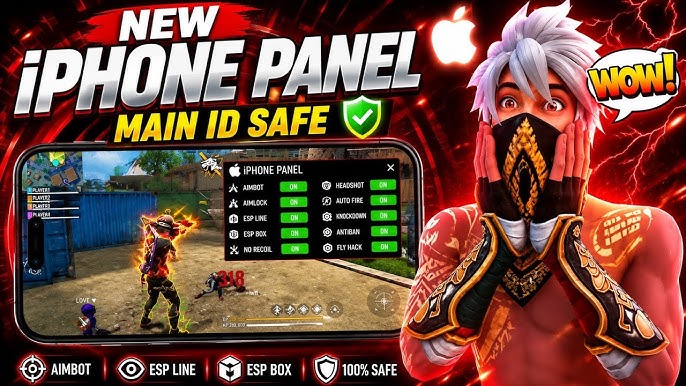 NEW
iPHONE PANEL
MAIN ID SAFE
WOW!
iPHONE PANEL
AIMBOT ON
HEADSHOT ON
AIMLOCK ON
AUTO FIRE ON
ESP LINE ON
KNOCKDOWN ON
ESP BOX ON
ANTIBAN ON
NO RECOIL ON
FLY HACK ON
PLAYER1
PLAYER2
PLAYER3
PLAYER4
318
LOVE
AIMBOT
ESP LINE
ESP BOX
100% SAFE